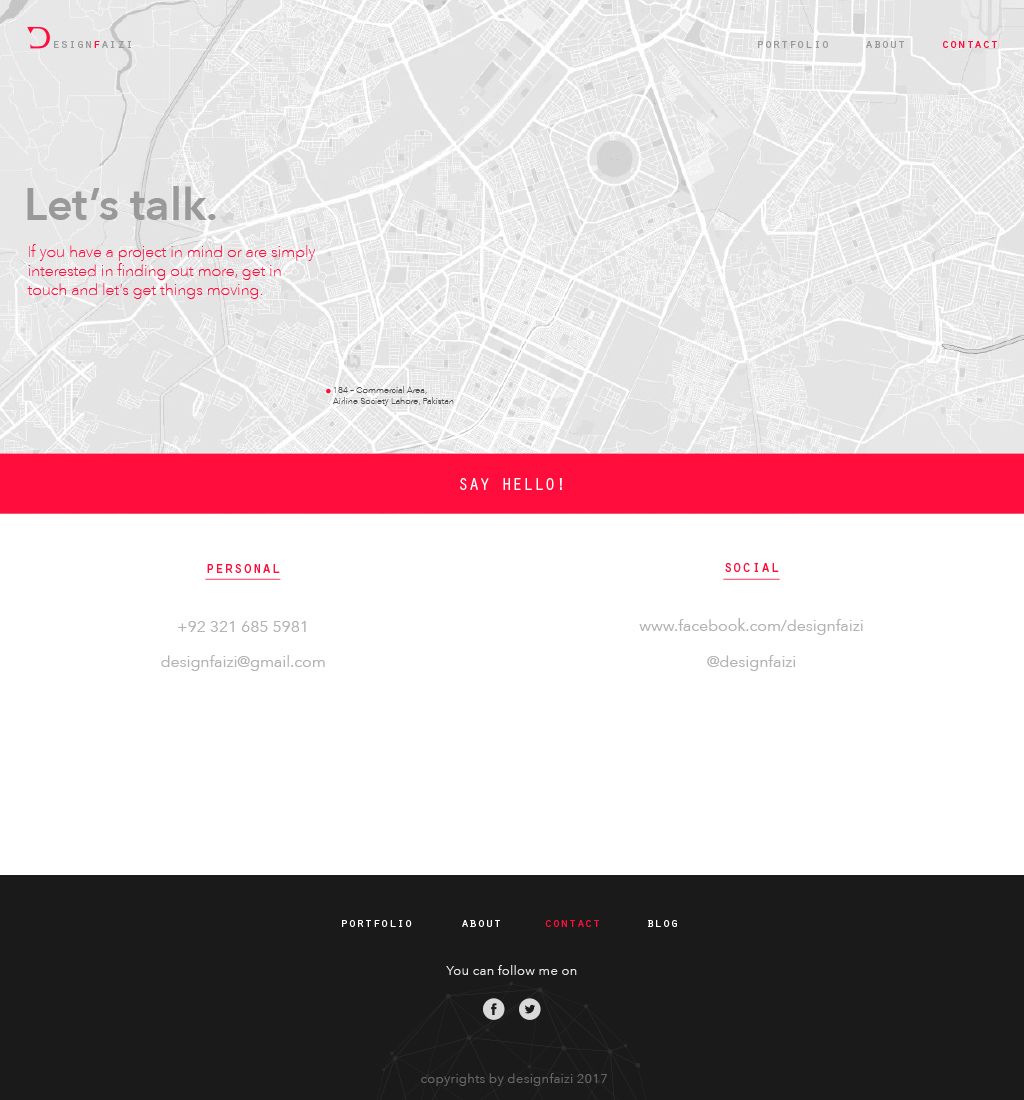 DESIGNFAIZI
PORTFOLIO ABOUT CONTACT
Let's talk.
If you have a project in mind or are simply
interested in finding out more, get in
touch and let's get things moving.
184 – Commercial Area,
Airline Society Lahore, Pakistan
SAY HELLO!
PERSONAL
+92 321 685 5981
designfaizi@gmail.com
SOCIAL
www.facebook.com/designfaizi
@designfaizi
PORTFOLIO ABOUT CONTACT BLOG
You can follow me on
copyrights by designfaizi 2017